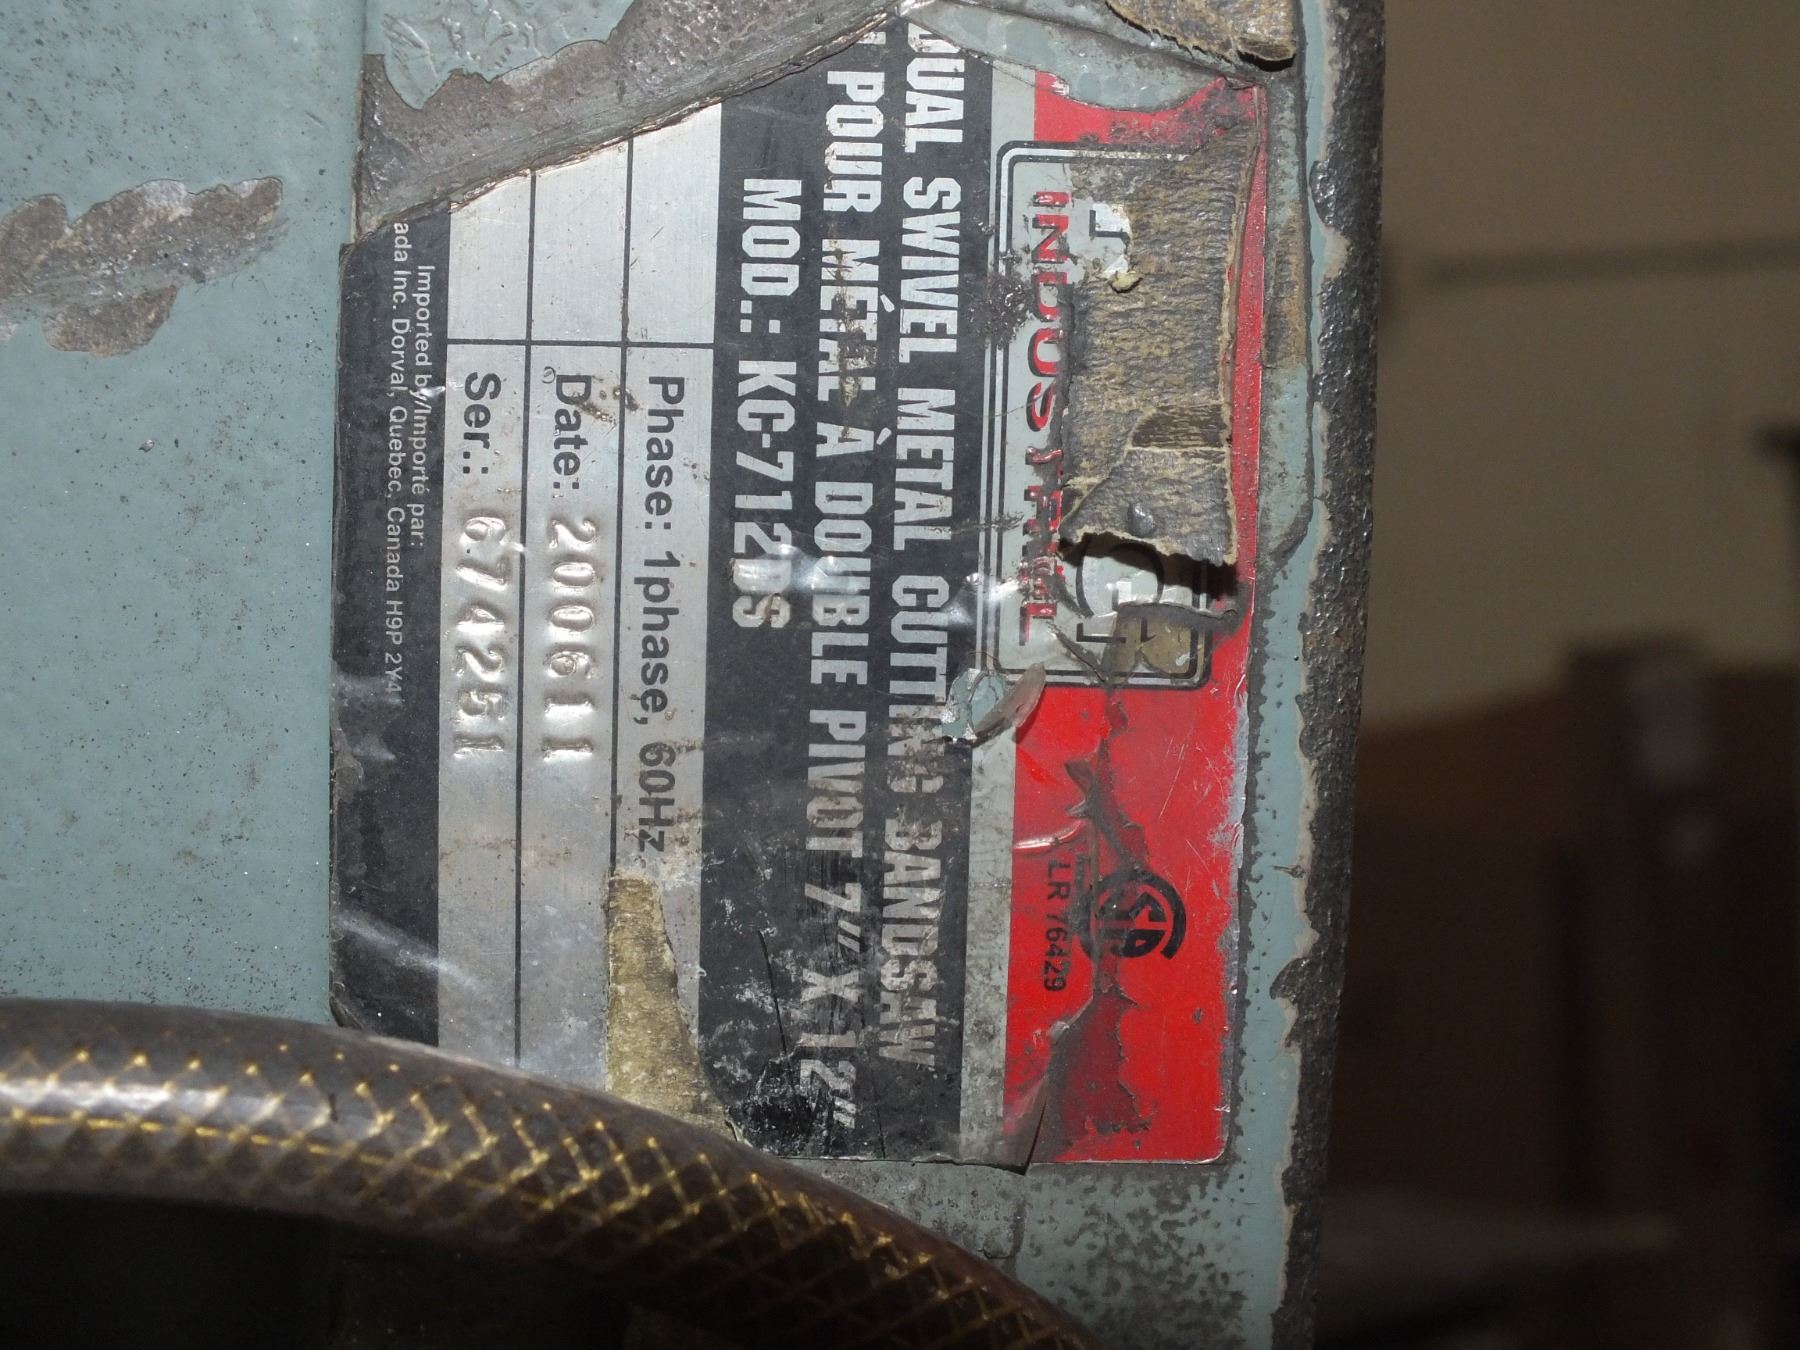 INDUSTRIAL
LR 76429
DUAL SWIVEL METAL CUTTING BANDSAW
POUR MÉTAL À DOUBLE PIVOT 7" X 12"
MOD.: KC-712DS
Phase: 1phase, 60Hz
Date: 200611
Ser.: 674251
Imported by/Importé par:
ada Inc. Dorval, Quebec, Canada H9P 2Y4